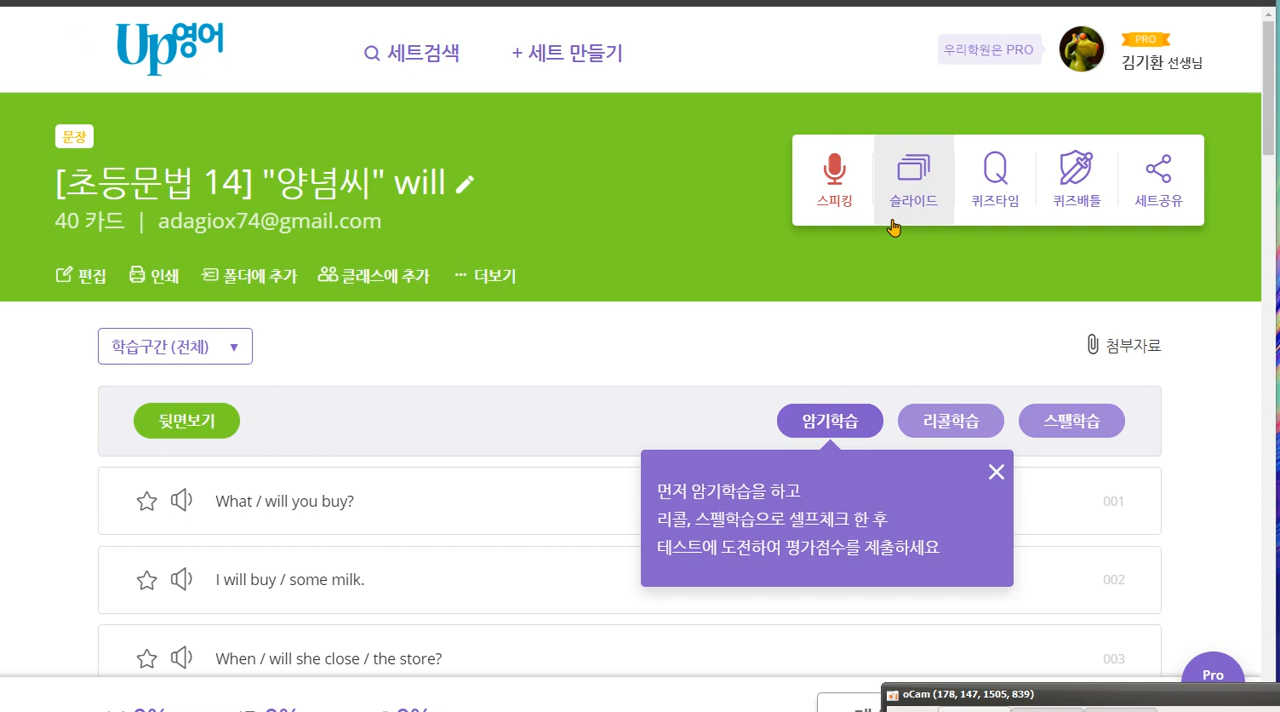 Up영어
세트검색
+ 세트 만들기
우리학원은 PRO
PRO
김기환 선생님
문장
[초등문법 14] "양념씨" will
40 카드 | adagiox74@gmail.com
스피킹
슬라이드
퀴즈타임
퀴즈배틀
세트공유
편집
인쇄
폴더에 추가
클래스에 추가
··· 더보기
학습구간 (전체) ▼
첨부자료
뒷면보기
암기학습
리콜학습
스펠학습
먼저 암기학습을 하고
리콜, 스펠학습으로 셀프체크 한 후
테스트에 도전하여 평가점수를 제출하세요
What / will you buy?
001
I will buy / some milk.
002
When / will she close / the store?
003
Pro
oCam (178, 147, 1505, 839)